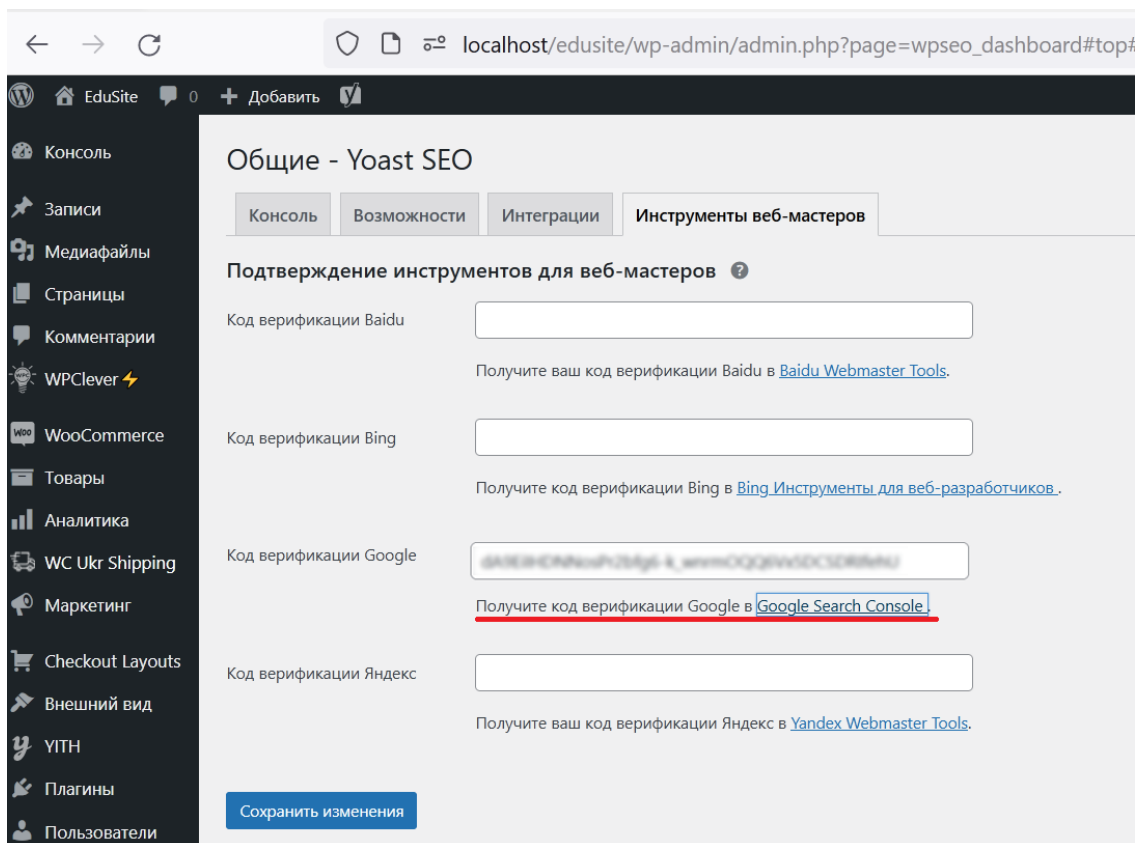 localhost/edusite/wp-admin/admin.php?page=wpseo_dashboard#top#
EduSite 0 + Добавить
Консоль
Записи
Медиафайлы
Страницы
Комментарии
WPClever
WooCommerce
Товары
Аналитика
WC Ukr Shipping
Маркетинг
Checkout Layouts
Внешний вид
YITH
Плагины
Пользователи
Общие - Yoast SEO
Консоль Возможности Интеграции Инструменты веб-мастеров
Подтверждение инструментов для веб-мастеров ?
Код верификации Baidu
Получите ваш код верификации Baidu в Baidu Webmaster Tools.
Код верификации Bing
Получите код верификации Bing в Bing Инструменты для веб-разработчиков .
Код верификации Google
Получите код верификации Google в Google Search Console .
Код верификации Яндекс
Получите ваш код верификации Яндекс в Yandex Webmaster Tools.
Сохранить изменения